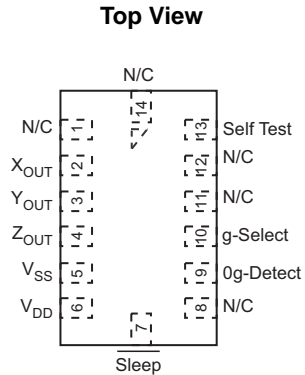 Top View
N/C
14
N/C 1 13 Self Test
XOUT 2 12 N/C
YOUT 3 11 N/C
ZOUT 4 10 g-Select
VSS 5 9 0g-Detect
VDD 6 8 N/C
7
Sleep